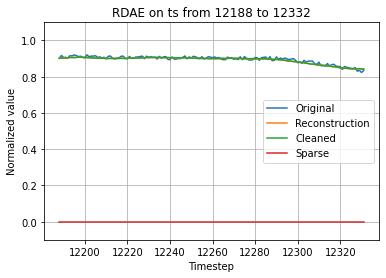 RDAE on ts from 12188 to 12332
Normalized value
1.0
0.8
0.6
0.4
0.2
0.0
Original
Reconstruction
Cleaned
Sparse
12200 12220 12240 12260 12280 12300 12320
Timestep